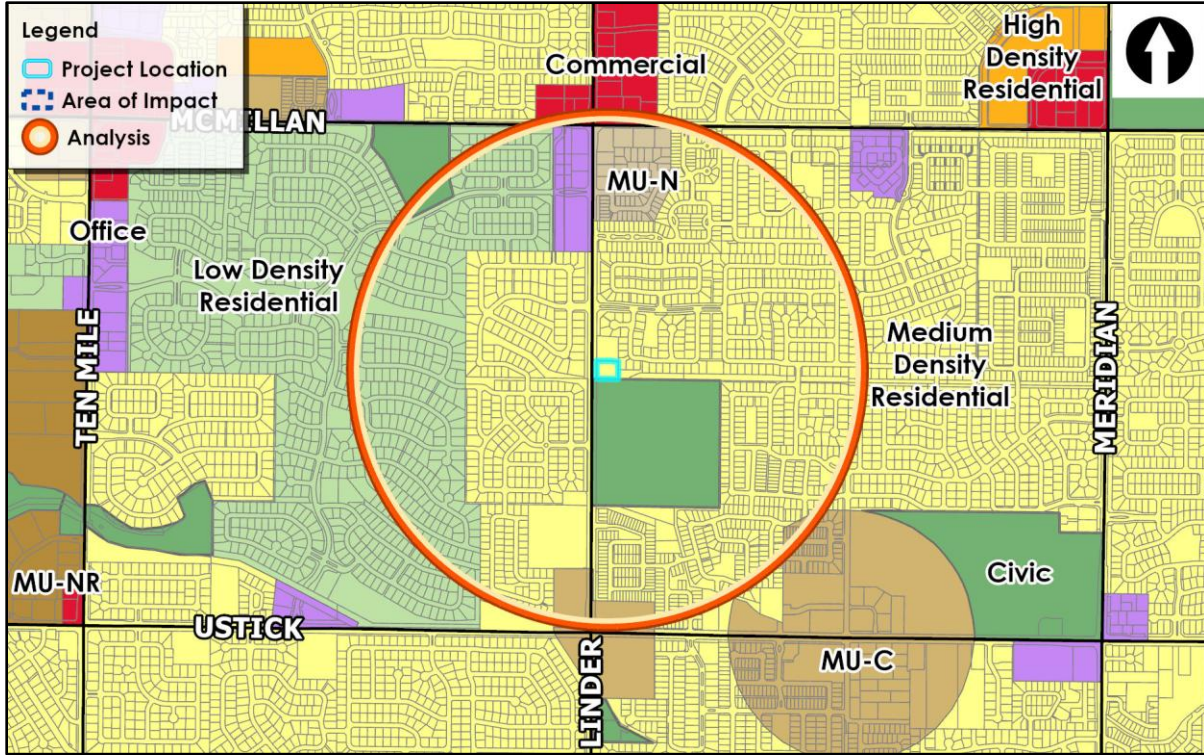 Legend
Project Location
Area of Impact
Analysis
MCMILLAN
Commercial
High
Density
Residential
MU-N
Office
Low Density
Residential
TEN MILE
Medium
Density
Residential
MERIDIAN
MU-NR
USTICK
LINDER
MU-C
Civic